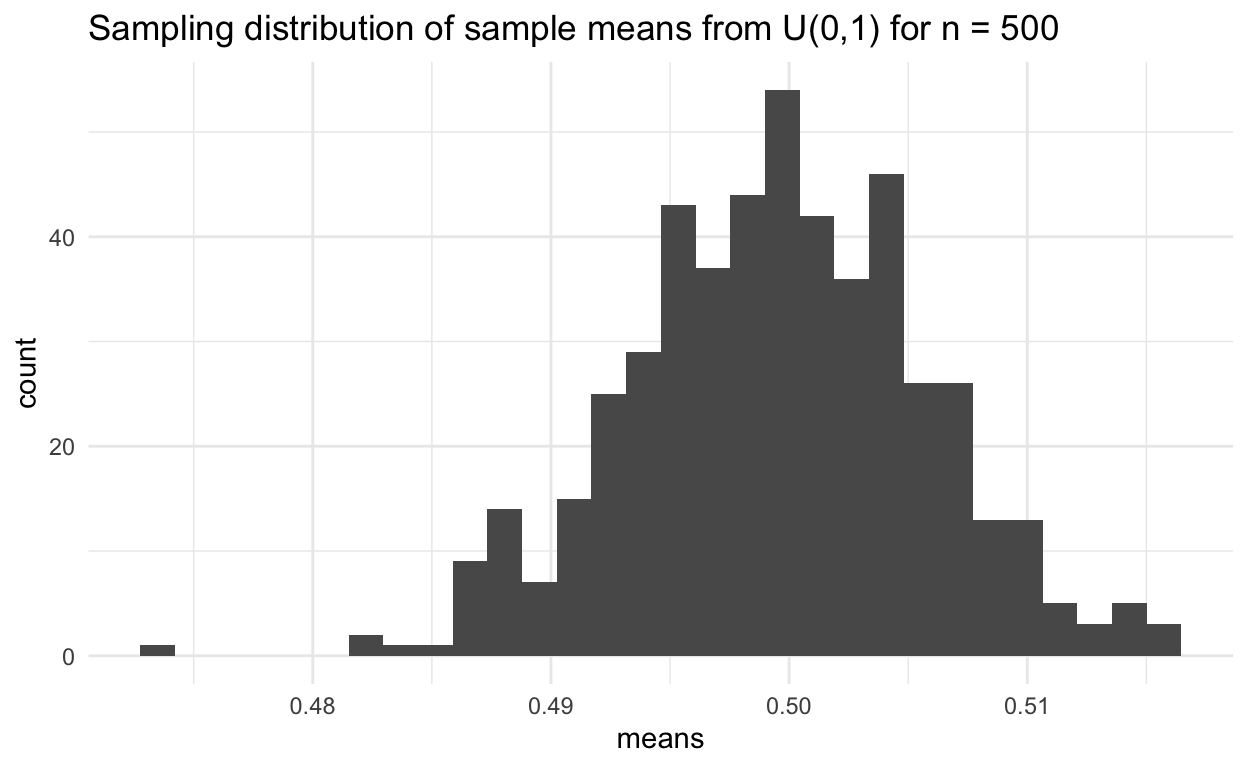 Sampling distribution of sample means from U(0,1) for n = 500
count
40
20
0
0.48 0.49 0.50 0.51
means